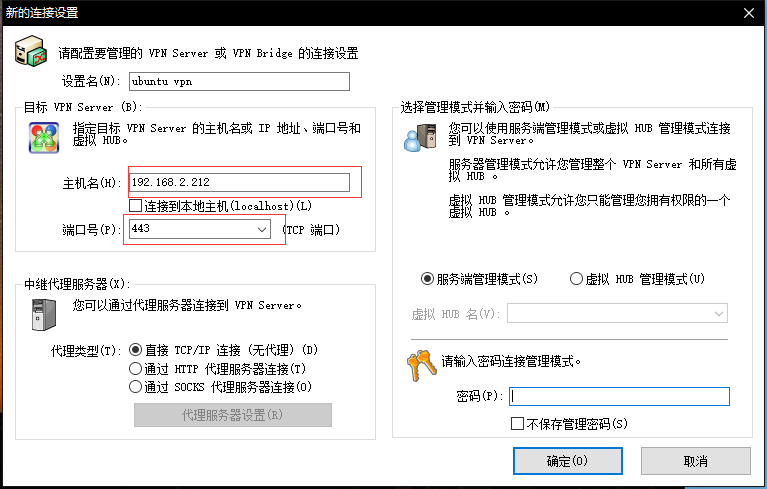 新的连接设置
请配置要管理的 VPN Server 或 VPN Bridge 的连接设置
设置名(N):
ubuntu vpn
目标 VPN Server (B):
指定目标 VPN Server 的主机名或 IP 地址、端口号和
虚拟 HUB。
主机名(H):
192.168.2.212
连接到本地主机(localhost)(L)
端口号(P):
443
(TCP 端口)
中继代理服务器(X):
您可以通过代理服务器连接到 VPN Server。
代理类型(T):
直接 TCP/IP 连接 (无代理) (D)
通过 HTTP 代理服务器连接(T)
通过 SOCKS 代理服务器连接(O)
代理服务器设置(R)
选择管理模式并输入密码(M)
您可以使用服务端管理模式或虚拟 HUB 管理模式连接
到 VPN Server。
服务器管理模式允许您管理整个 VPN Server 和所有虚
拟 HUB 。
虚拟 HUB 管理模式允许您只能管理您拥有权限的一个
虚拟 HUB 。
服务端管理模式(S)
虚拟 HUB 管理模式(U)
虚拟 HUB 名(V):
请输入密码连接管理模式。
密码(P):
不保存管理密码(S)
确定(O)
取消